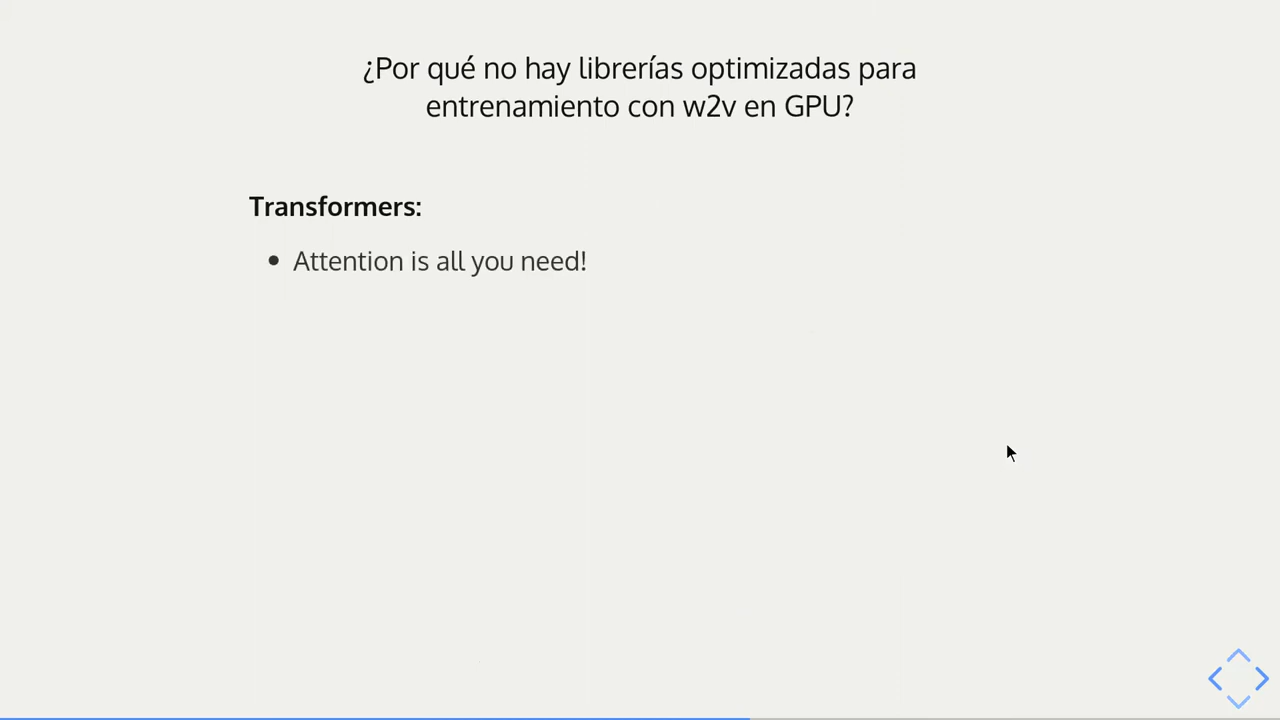 ¿Por qué no hay librerías optimizadas para
entrenamiento con w2v en GPU?
Transformers:
Attention is all you need!